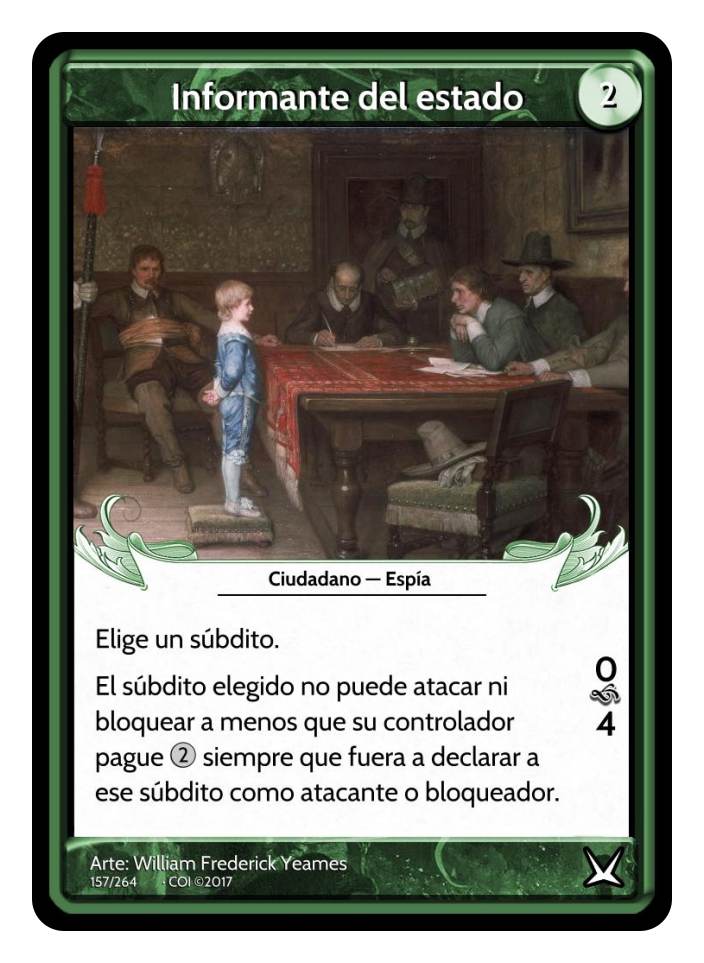 Informante del estado
2
Ciudadano — Espía
Elige un súbdito.
El súbdito elegido no puede atacar ni
bloquear a menos que su controlador
pague 2 siempre que fuera a declarar a
ese súbdito como atacante o bloqueador.
0
4
Arte: William Frederick Yeames
157/264 · COI ©2017